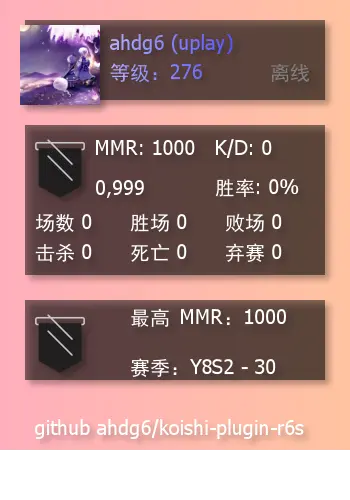 ahdg6 (uplay)
等级：276 离线
MMR: 1000 K/D: 0
0,999 胜率: 0%
场数 0 胜场 0 败场 0
击杀 0 死亡 0 弃赛 0
最高 MMR：1000
赛季：Y8S2 - 30
github ahdg6/koishi-plugin-r6s